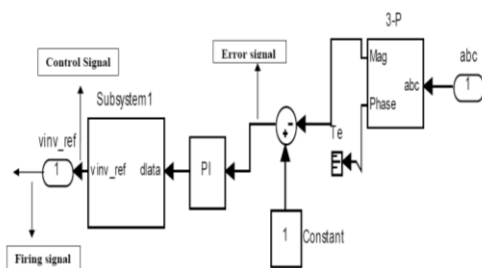 3-P
Error signal
Control Signal
abc
Mag
abc
1
Phase
Subsystem1
vinv_ref
Te
1
vinv_ref
dlata
PI
1
Constant
Firing signal